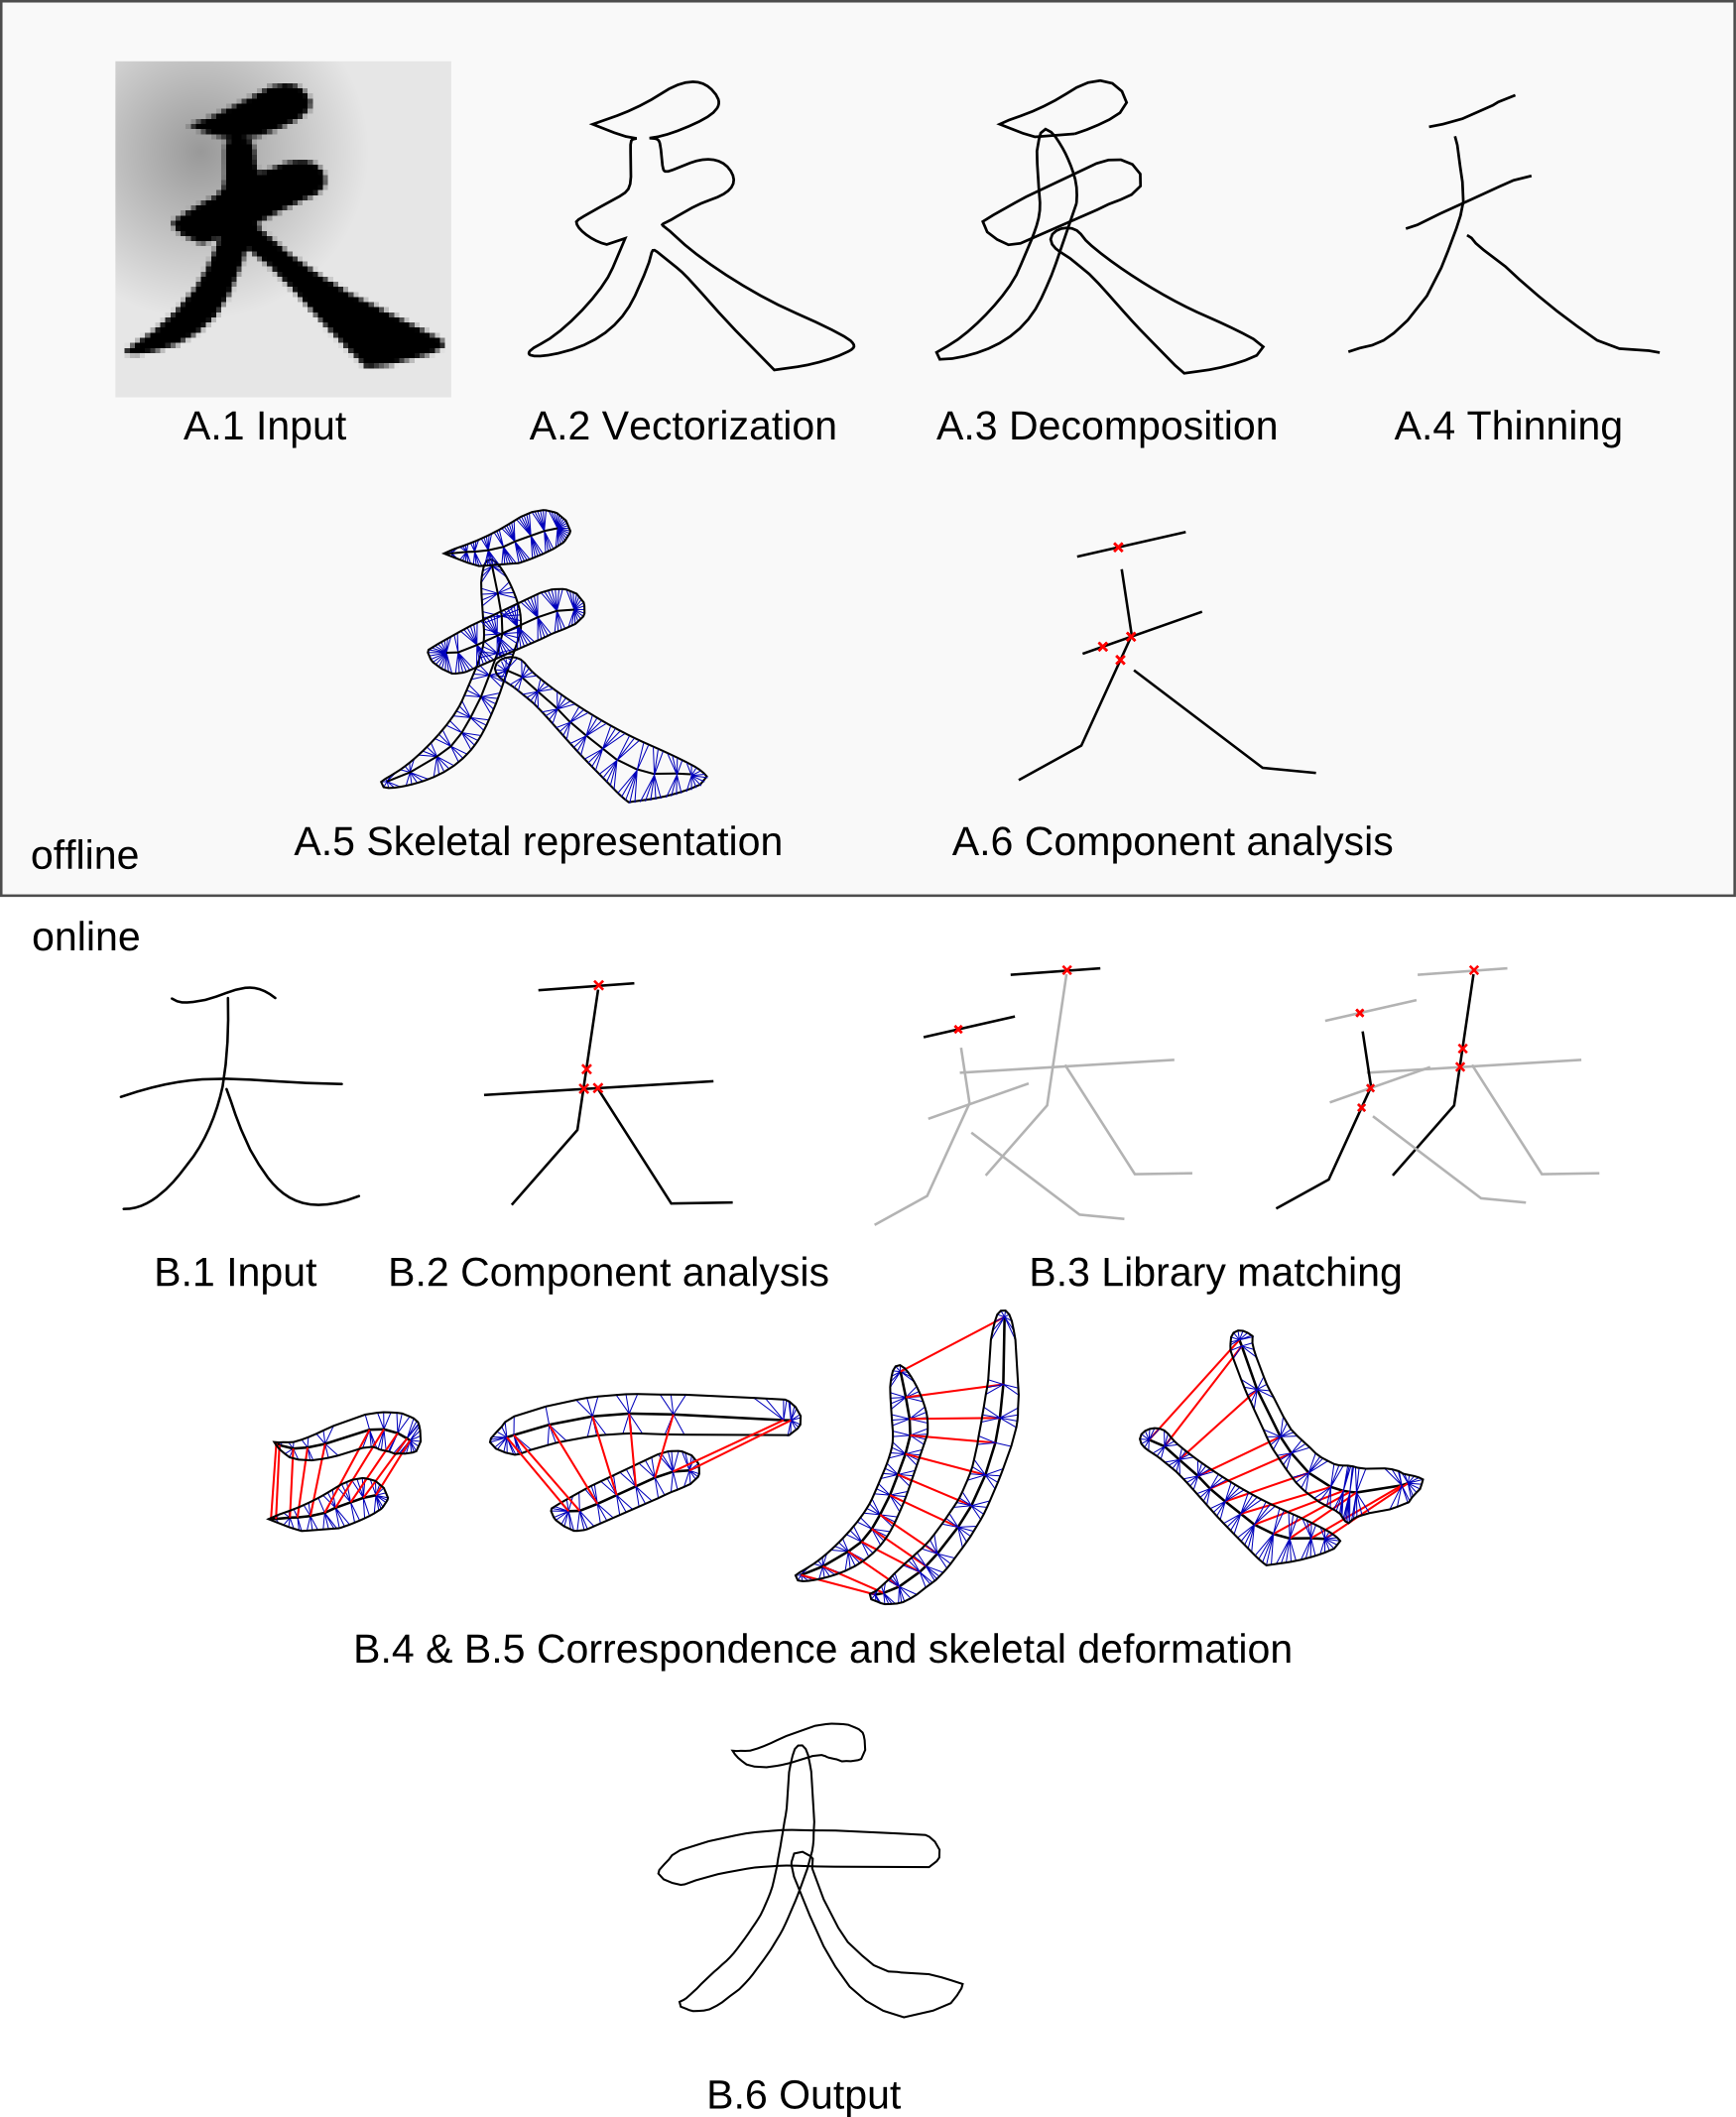 天
A.1 Input
A.2 Vectorization
A.3 Decomposition
A.4 Thinning
A.5 Skeletal representation
A.6 Component analysis
offline
online
B.1 Input
B.2 Component analysis
B.3 Library matching
B.4 & B.5 Correspondence and skeletal deformation
B.6 Output